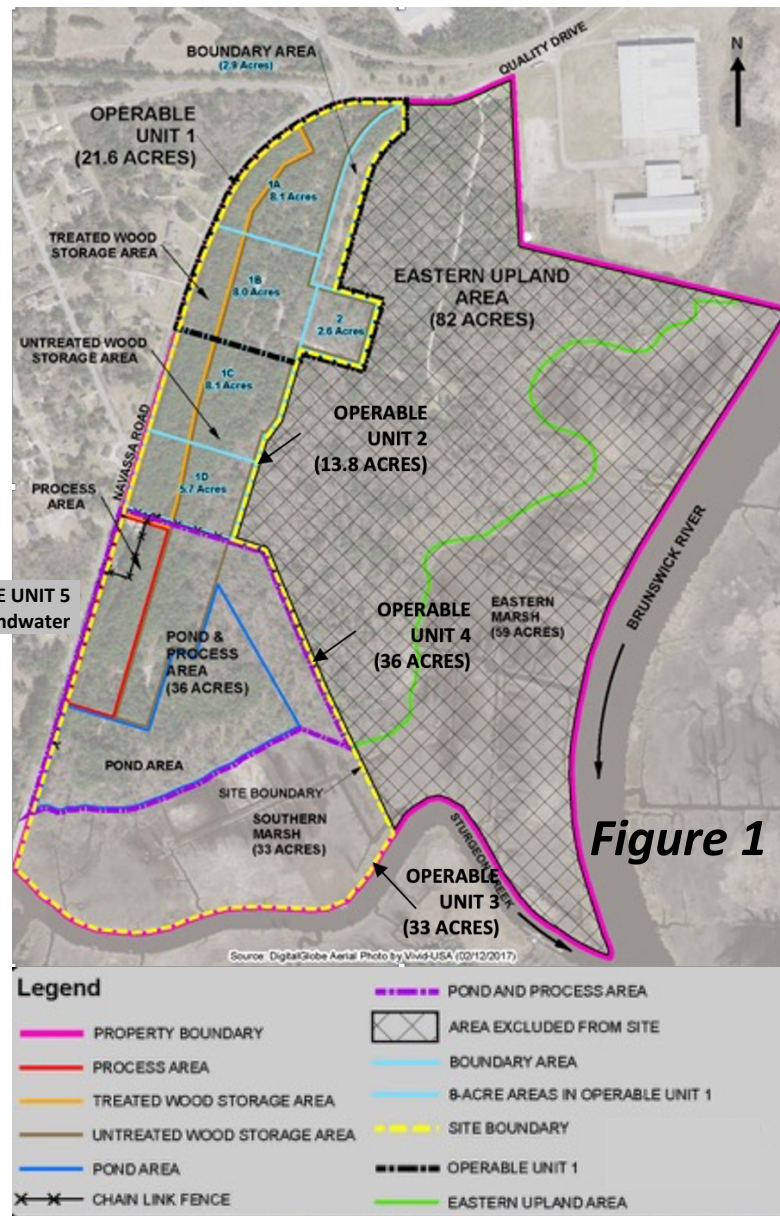 BOUNDARY AREA
(2.9 Acres)
QUALITY DRIVE
N
OPERABLE
UNIT 1
(21.6 ACRES)
1A
8.1 Acres
TREATED WOOD
STORAGE AREA
1B
8.0 Acres
EASTERN UPLAND
AREA
(82 ACRES)
2
2.6 Acres
UNTREATED WOOD
STORAGE AREA
1C
8.1 Acres
OPERABLE
UNIT 2
(13.8 ACRES)
NAVASSA ROAD
1D
5.7 Acres
PROCESS
AREA
BRUNSWICK RIVER
E UNIT 5
ndwater
OPERABLE
UNIT 4
(36 ACRES)
EASTERN
MARSH
(59 ACRES)
POND &
PROCESS
AREA
(36 ACRES)
POND AREA
SITE BOUNDARY
SOUTHERN
MARSH
(33 ACRES)
Figure 1
STURGEON CREEK
OPERABLE
UNIT 3
(33 ACRES)
Source: DigitalGlobe Aerial Photo by Vivid-USA (02/12/2017)
Legend
PROPERTY BOUNDARY
PROCESS AREA
TREATED WOOD STORAGE AREA
UNTREATED WOOD STORAGE AREA
POND AREA
CHAIN LINK FENCE
POND AND PROCESS AREA
AREA EXCLUDED FROM SITE
BOUNDARY AREA
8-ACRE AREAS IN OPERABLE UNIT 1
SITE BOUNDARY
OPERABLE UNIT 1
EASTERN UPLAND AREA